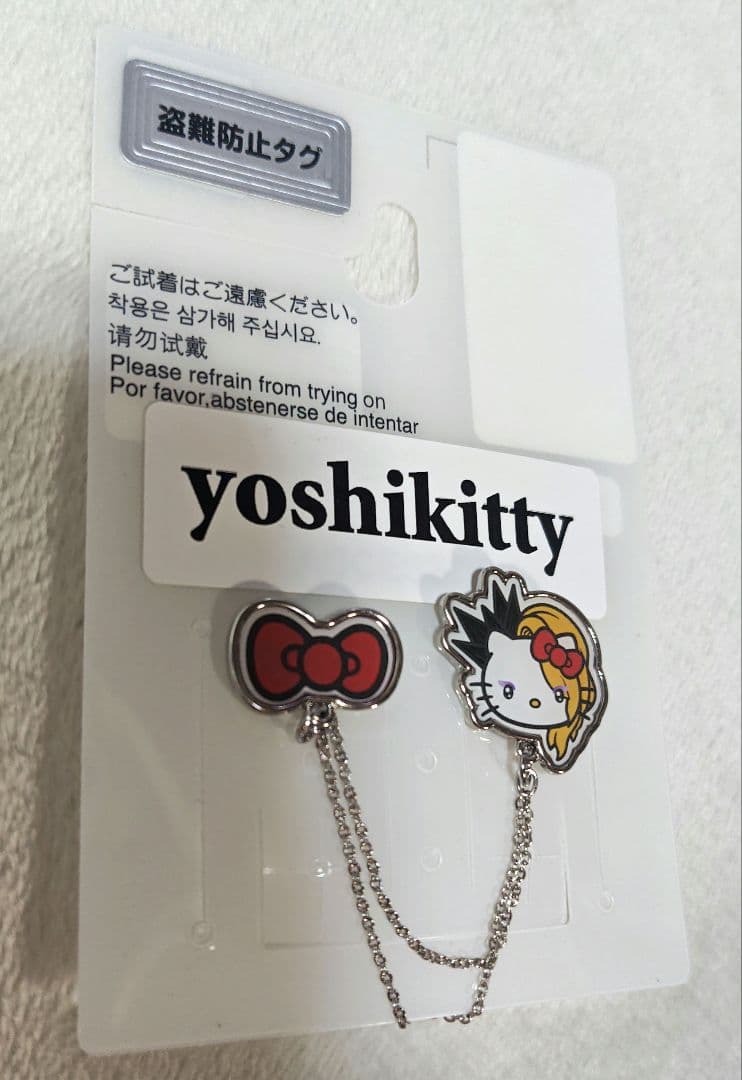 盗難防止タグ
ご試着はご遠慮ください。
착용은 삼가해 주십시요.
请勿试戴
Please refrain from trying on
Por favor,abstenerse de intentar
yoshikitty